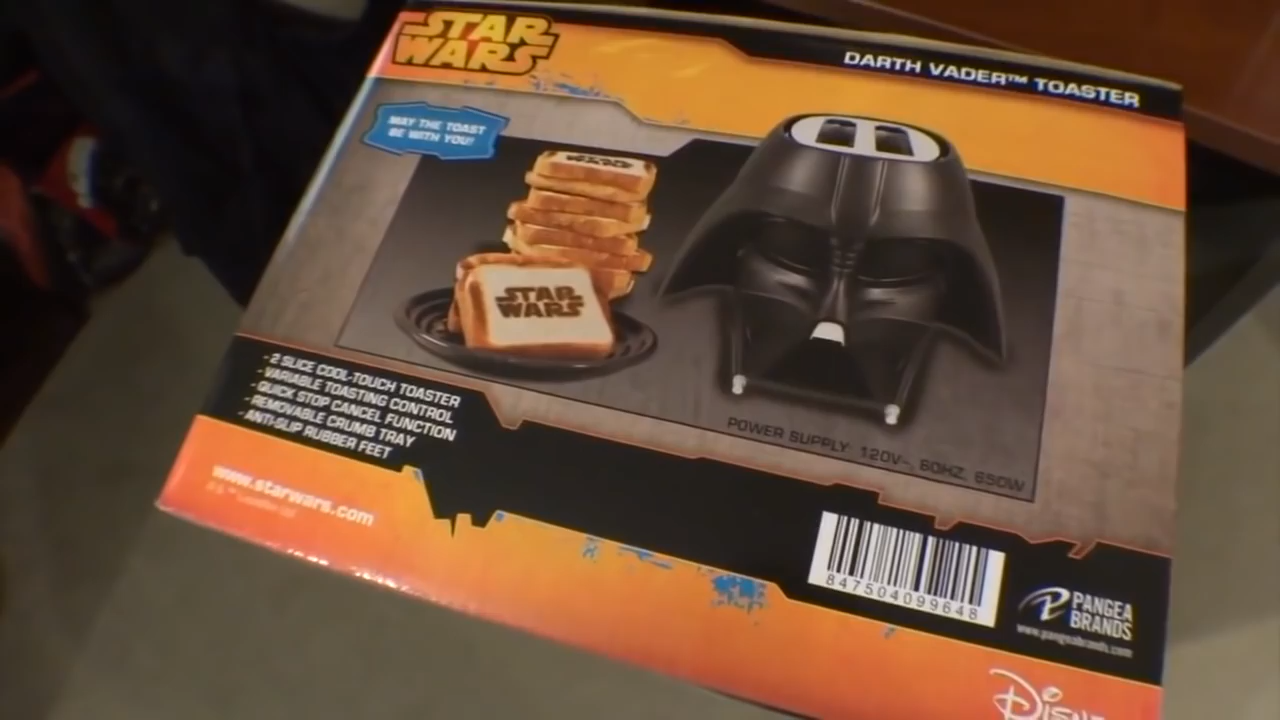 STAR
WARS
DARTH VADER™ TOASTER
MAY THE TOAST
BE WITH YOU!
STAR
WARS
- 2 SLICE COOL-TOUCH TOASTER
- VARIABLE TOASTING CONTROL
- QUICK STOP CANCEL FUNCTION
- REMOVABLE CRUMB TRAY
- ANTI-SLIP RUBBER FEET
POWER SUPPLY: 120V~, 60HZ, 650W
www.starwars.com
847504099648
PANGEA
BRANDS
www.pangeabrands.com